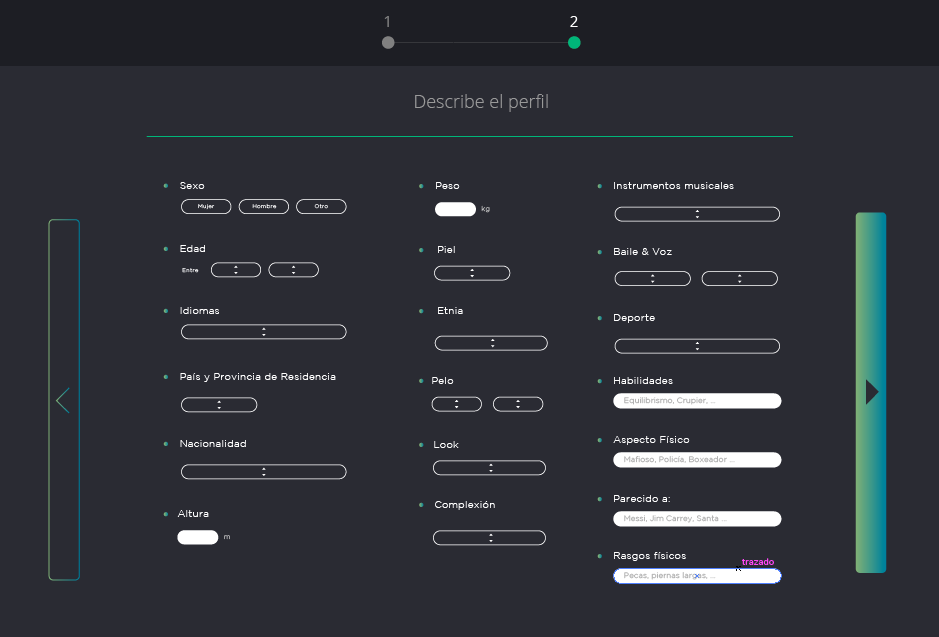 1
2
Describe el perfil
Sexo
Mujer
Hombre
Otro
Edad
Entre
Idiomas
País y Provincia de Residencia
Nacionalidad
Altura
m
Peso
kg
Piel
Etnia
Pelo
Look
Complexión
Instrumentos musicales
Baile & Voz
Deporte
Habilidades
Equilibrismo, Crupier, ...
Aspecto Físico
Mafioso, Policía, Boxeador ...
Parecido a:
Messi, Jim Carrey, Santa ...
Rasgos físicos
trazado
Pecas, piernas largas, ...